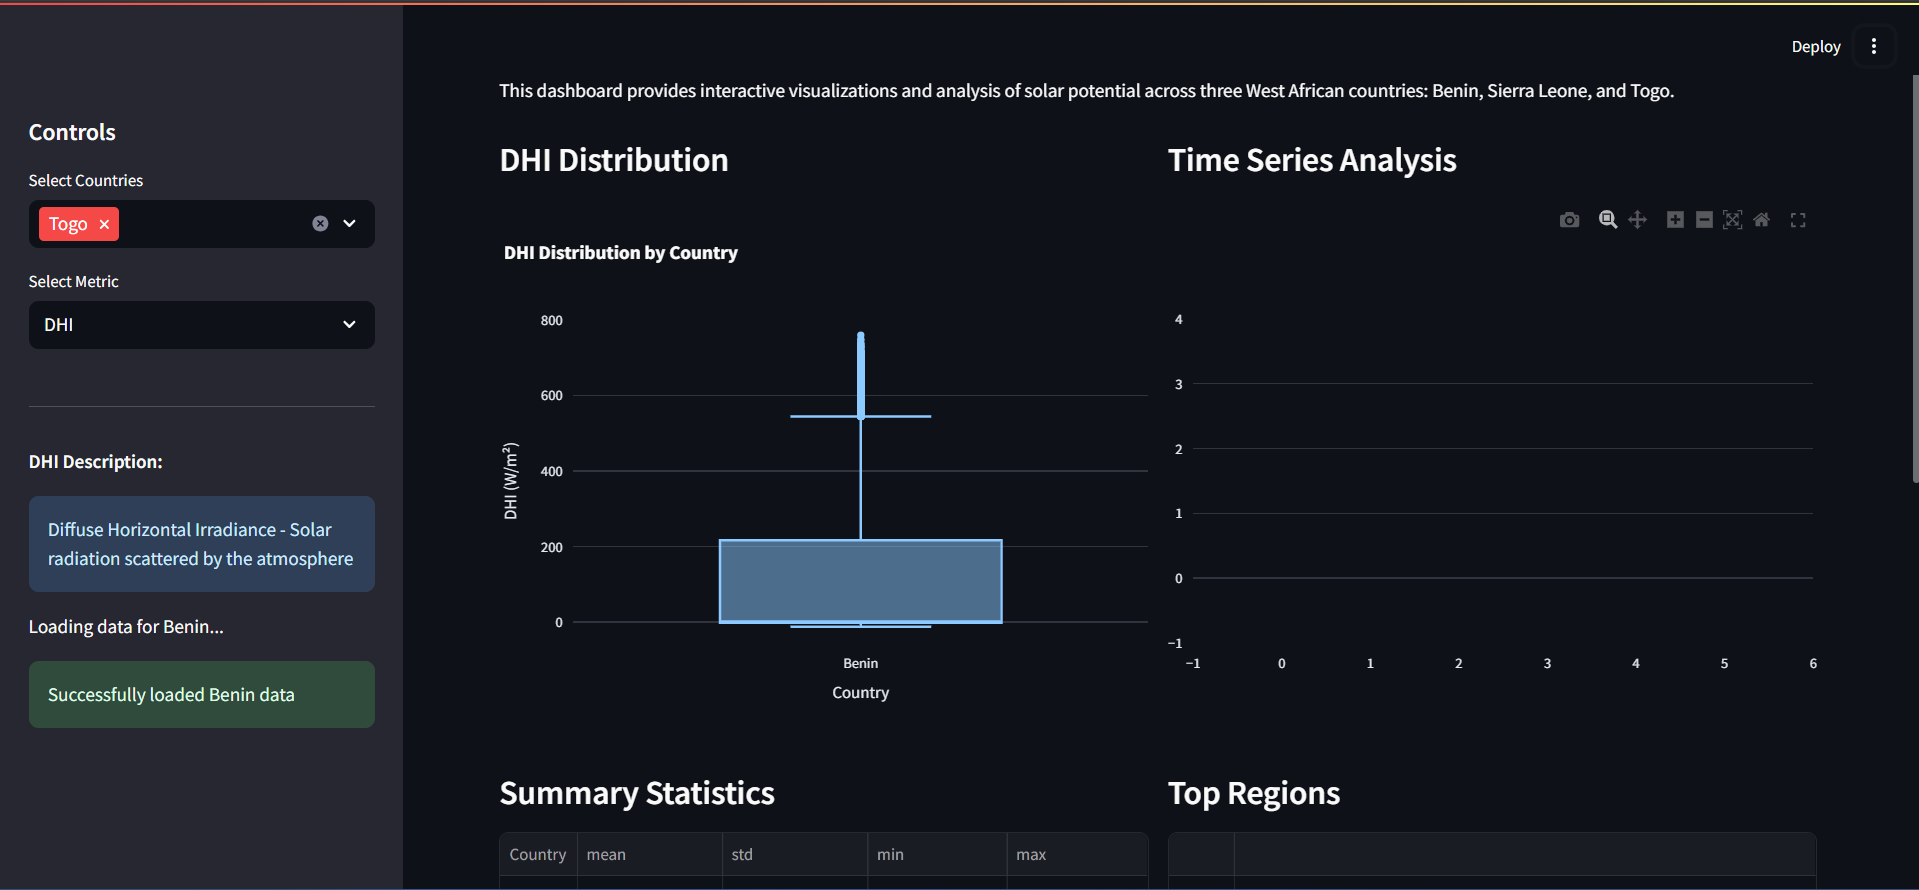 Deploy
Controls
Select Countries
Togo
Select Metric
DHI
DHI Description:
Diffuse Horizontal Irradiance - Solar
radiation scattered by the atmosphere
Loading data for Benin...
Successfully loaded Benin data
This dashboard provides interactive visualizations and analysis of solar potential across three West African countries: Benin, Sierra Leone, and Togo.
DHI Distribution
DHI Distribution by Country
800
600
400
200
0
DHI (W/m²)
Benin
Country
Time Series Analysis
4
3
2
1
0
−1
−1 0 1 2 3 4 5 6
Summary Statistics
Country mean std min max
Top Regions